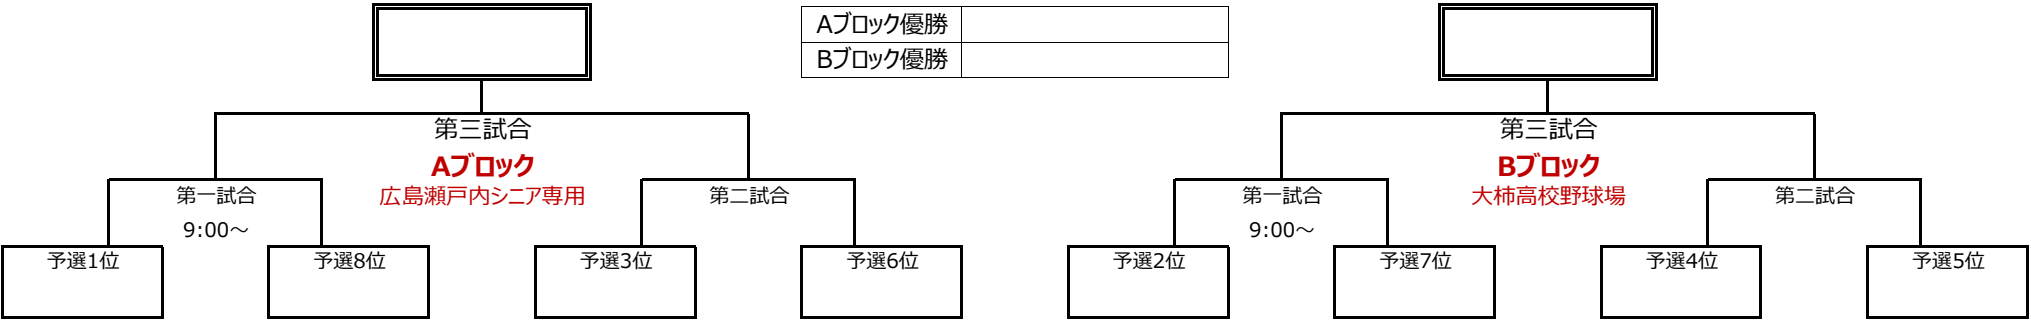 Aブロック優勝
Bブロック優勝
第三試合
Aブロック
広島瀬戸内シニア専用
第一試合
9:00～
第二試合
予選1位
予選8位
予選3位
予選6位
第三試合
Bブロック
大柿高校野球場
第一試合
9:00～
第二試合
予選2位
予選7位
予選4位
予選5位